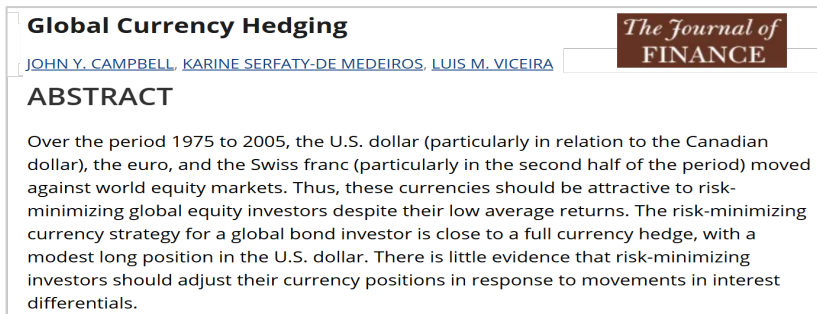 Global Currency Hedging
The Journal of
FINANCE
JOHN Y. CAMPBELL, KARINE SERFATY-DE MEDEIROS, LUIS M. VICEIRA
ABSTRACT
Over the period 1975 to 2005, the U.S. dollar (particularly in relation to the Canadian
dollar), the euro, and the Swiss franc (particularly in the second half of the period) moved
against world equity markets. Thus, these currencies should be attractive to risk-
minimizing global equity investors despite their low average returns. The risk-minimizing
currency strategy for a global bond investor is close to a full currency hedge, with a
modest long position in the U.S. dollar. There is little evidence that risk-minimizing
investors should adjust their currency positions in response to movements in interest
differentials.